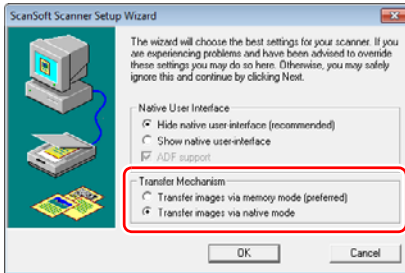 ScanSoft Scanner Setup Wizard
The wizard will choose the best settings for your scanner. If you
are experiencing problems and have been advised to override
these settings you may do so here. Otherwise, you may safely
ignore this and continue by clicking Next.
Native User Interface
Hide native user-interface (recommended)
Show native user-interface
ADF support
Transfer Mechanism
Transfer images via memory mode (preferred)
Transfer images via native mode
OK
Cancel